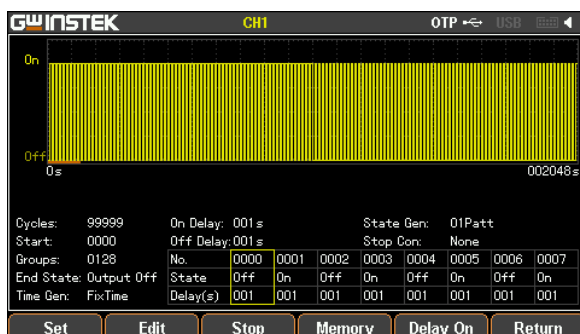 GWINSTEK CH1 OTP USB
On
Off
0s 002048s
Cycles: 99999 On Delay: 001s State Gen: 01Patt
Start: 0000 Off Delay: 001s Stop Con: None
Groups: 0128 No. 0000 0001 0002 0003 0004 0005 0006 0007
End State: Output Off State Off On Off On Off On Off On
Time Gen: FixTime Delay(s) 001 001 001 001 001 001 001 001
Set Edit Stop Memory Delay On Return